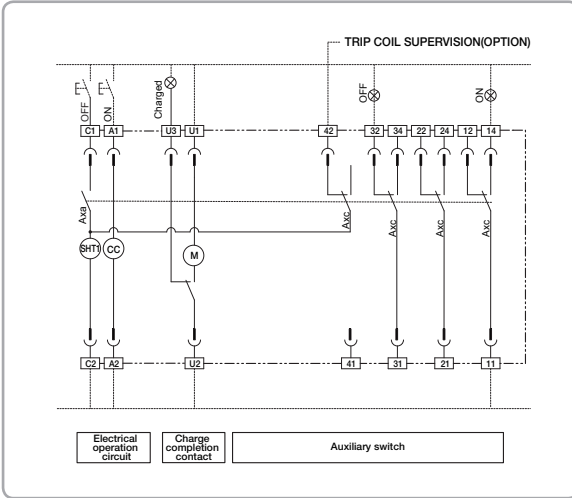 TRIP COIL SUPERVISION(OPTION)
OFF
ON
Charged
OFF
ON
C1 A1 U3 U1 42 32 34 22 24 12 14
Axa
Axc
Axc
Axc
Axc
SHT1 CC M
C2 A2 U2 41 31 21 11
Electrical
operation
circuit
Charge
completion
contact
Auxiliary switch